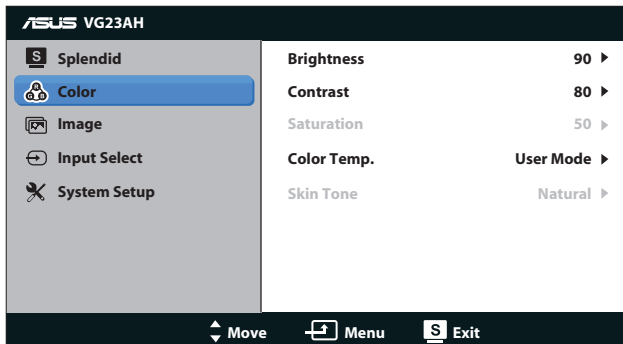 ASUS VG23AH
S Splendid
Color
Image
Input Select
System Setup
Brightness 90
Contrast 80
Saturation 50
Color Temp. User Mode
Skin Tone Natural
Move Menu S Exit